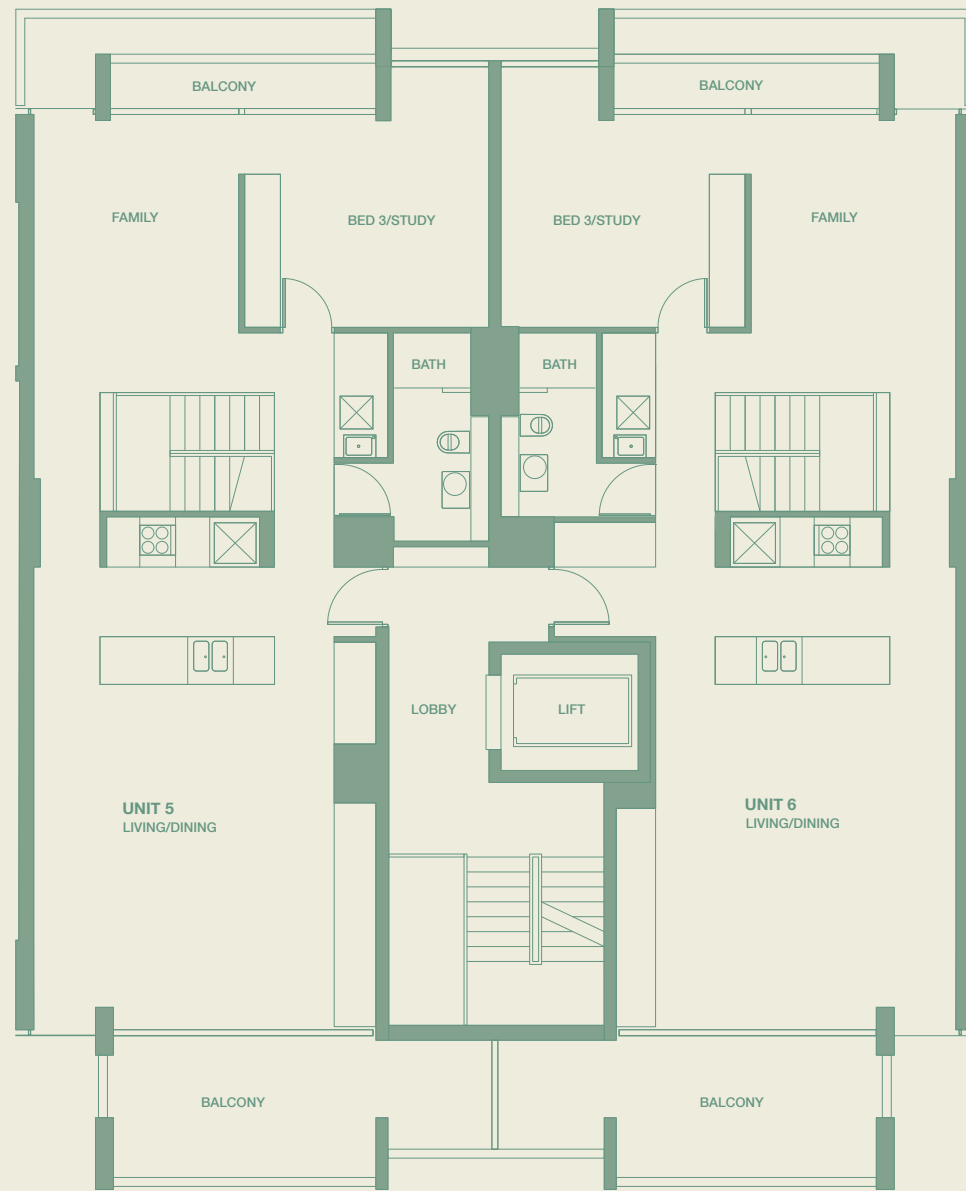 BALCONY
BALCONY
FAMILY
BED 3/STUDY
BED 3/STUDY
FAMILY
BATH
BATH
LOBBY
LIFT
UNIT 5
LIVING/DINING
UNIT 6
LIVING/DINING
BALCONY
BALCONY